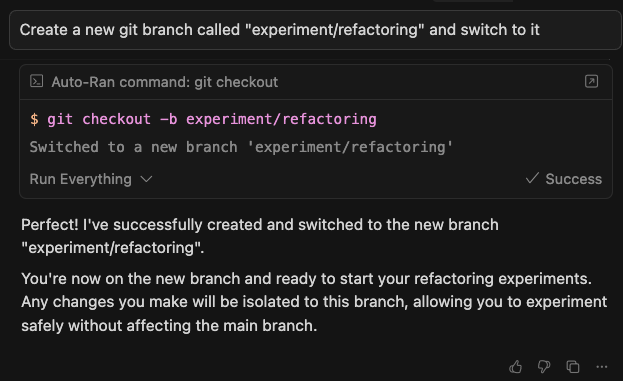 Create a new git branch called "experiment/refactoring" and switch to it
Auto-Ran command: git checkout
$ git checkout -b experiment/refactoring
Switched to a new branch 'experiment/refactoring'
Run Everything
Success
Perfect! I've successfully created and switched to the new branch
"experiment/refactoring".
You're now on the new branch and ready to start your refactoring experiments.
Any changes you make will be isolated to this branch, allowing you to experiment
safely without affecting the main branch.